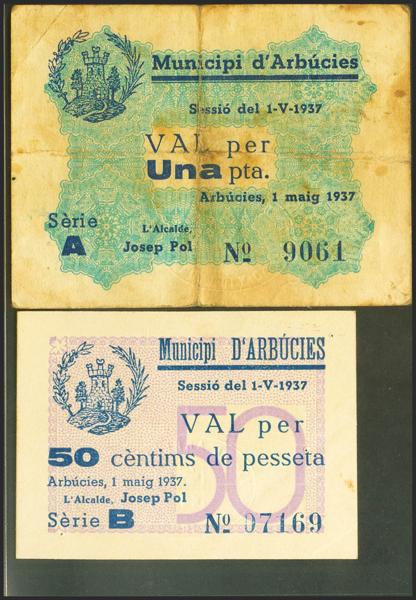 Municipi d'Arbúcies
Sessió del 1-V-1937
VAL per
Una pta.
Arbúcies, 1 maig 1937
Sèrie
A
L'Alcalde,
Josep Pol
Nº 9061
Municipi D'ARBÚCIES
Sessió del 1-V-1937
50
VAL per
50 cèntims de pesseta
Arbúcies, 1 maig 1937.
L'Alcalde, Josep Pol
Sèrie B
Nº 07169